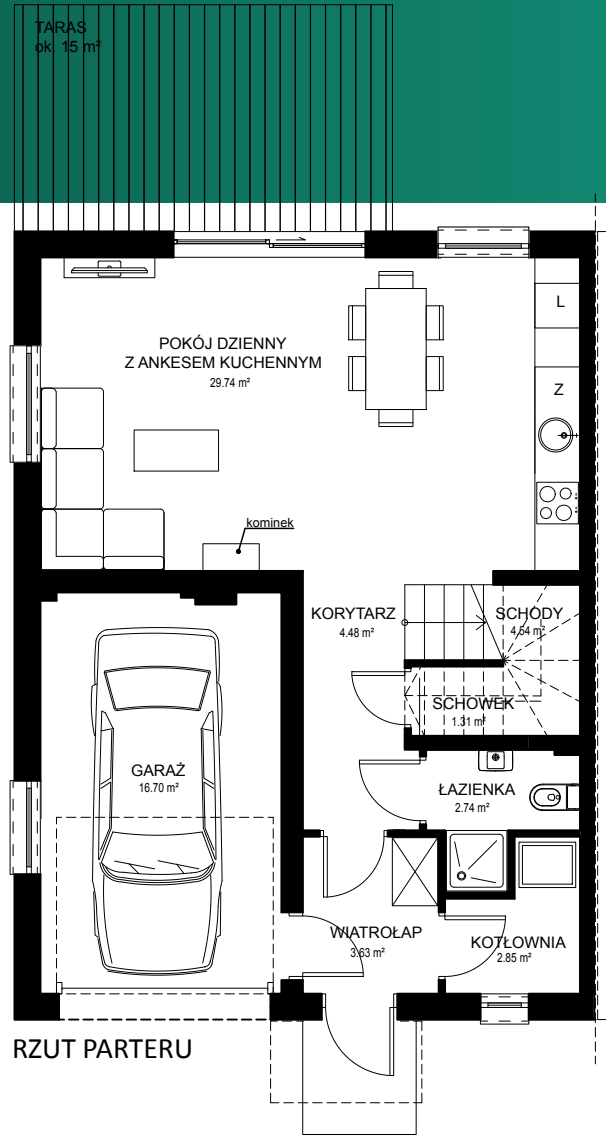 TARAS
ok. 15 m²
L
POKÓJ DZIENNY
Z ANKESEM KUCHENNYM
29.74 m²
Z
kominek
KORYTARZ
4.48 m²
SCHODY
4.54 m²
SCHOWEK
1.31 m²
GARAŻ
16.70 m²
ŁAZIENKA
2.74 m²
WIATROŁAP
3.63 m²
KOTŁOWNIA
2.85 m²
RZUT PARTERU